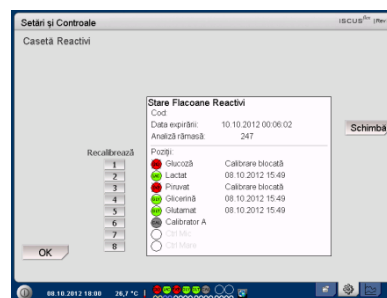 Setări și Controale
ISCUS flex (Rev
Casetă Reactivi
Stare Flacoane Reactivi
Cod:
Data expirării: 10.10.2012 00:06:02
Analiză rămasă: 247
Schimbă
Recalibrează
Poziții:
1 Glucoză Calibrare blocată
2 Lactat 08.10.2012 15:49
3 Piruvat Calibrare blocată
4 Glicerină 08.10.2012 15:49
5 Glutamat 08.10.2012 15:49
6 Calibrator A
7 Ctrl Mic
8 Ctrl Mare
OK
08.10.2012 18:00 26,7 °C